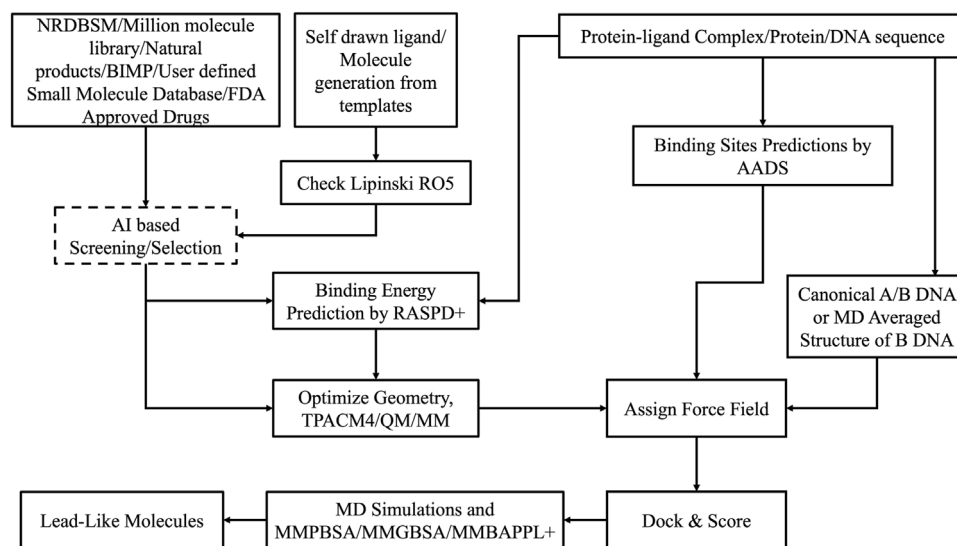 NRDBSM/Million molecule
library/Natural
products/BIMP/User defined
Small Molecule Database/FDA
Approved Drugs
Self drawn ligand/
Molecule
generation from
templates
Protein-ligand Complex/Protein/DNA sequence
Check Lipinski RO5
Binding Sites Predictions by
AADS
AI based
Screening/Selection
Binding Energy
Prediction by RASPD+
Canonical A/B DNA
or MD Averaged
Structure of B DNA
Optimize Geometry,
TPACM4/QM/MM
Assign Force Field
Lead-Like Molecules
MD Simulations and
MMPBSA/MMGBSA/MMBAPPL+
Dock & Score